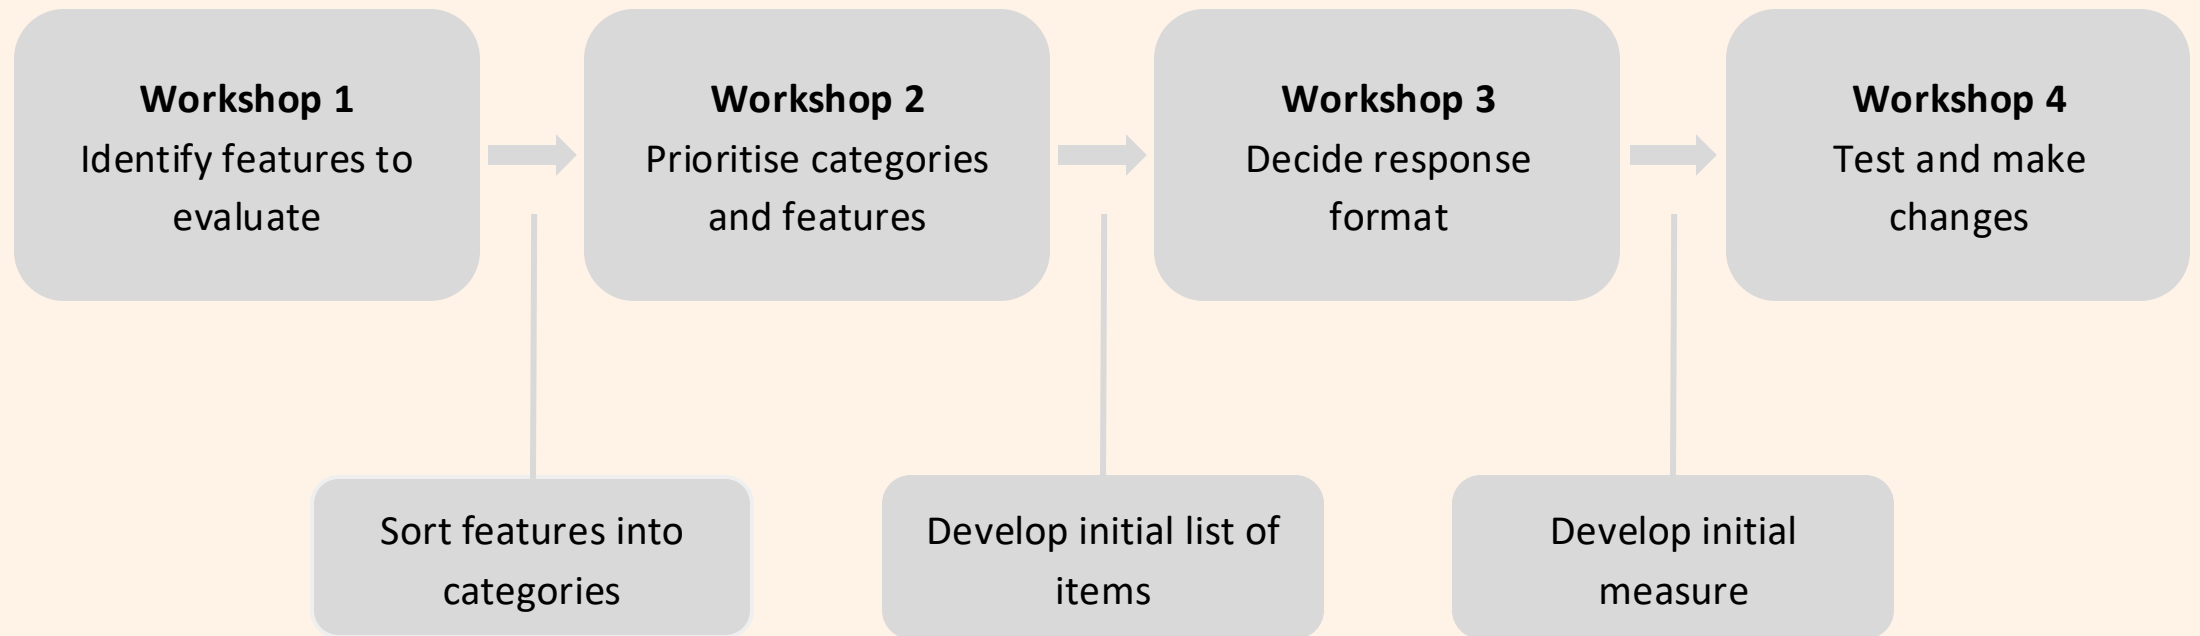 Workshop 1
Identify features to
evaluate
Workshop 2
Prioritise categories
and features
Workshop 3
Decide response
format
Workshop 4
Test and make
changes
Sort features into
categories
Develop initial list of
items
Develop initial
measure